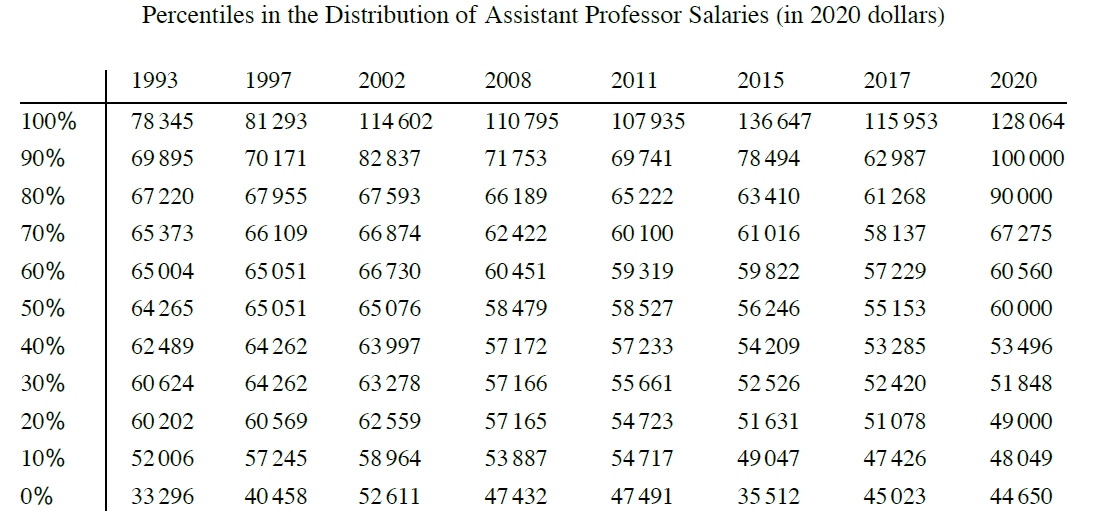 Percentiles in the Distribution of Assistant Professor Salaries (in 2020 dollars)
1993 1997 2002 2008 2011 2015 2017 2020
100% 78 345 81 293 114 602 110 795 107 935 136 647 115 953 128 064
90% 69 895 70 171 82 837 71 753 69 741 78 494 62 987 100 000
80% 67 220 67 955 67 593 66 189 65 222 63 410 61 268 90 000
70% 65 373 66 109 66 874 62 422 60 100 61 016 58 137 67 275
60% 65 004 65 051 66 730 60 451 59 319 59 822 57 229 60 560
50% 64 265 65 051 65 076 58 479 58 527 56 246 55 153 60 000
40% 62 489 64 262 63 997 57 172 57 233 54 209 53 285 53 496
30% 60 624 64 262 63 278 57 166 55 661 52 526 52 420 51 848
20% 60 202 60 569 62 559 57 165 54 723 51 631 51 078 49 000
10% 52 006 57 245 58 964 53 887 54 717 49 047 47 426 48 049
0% 33 296 40 458 52 611 47 432 47 491 35 512 45 023 44 650